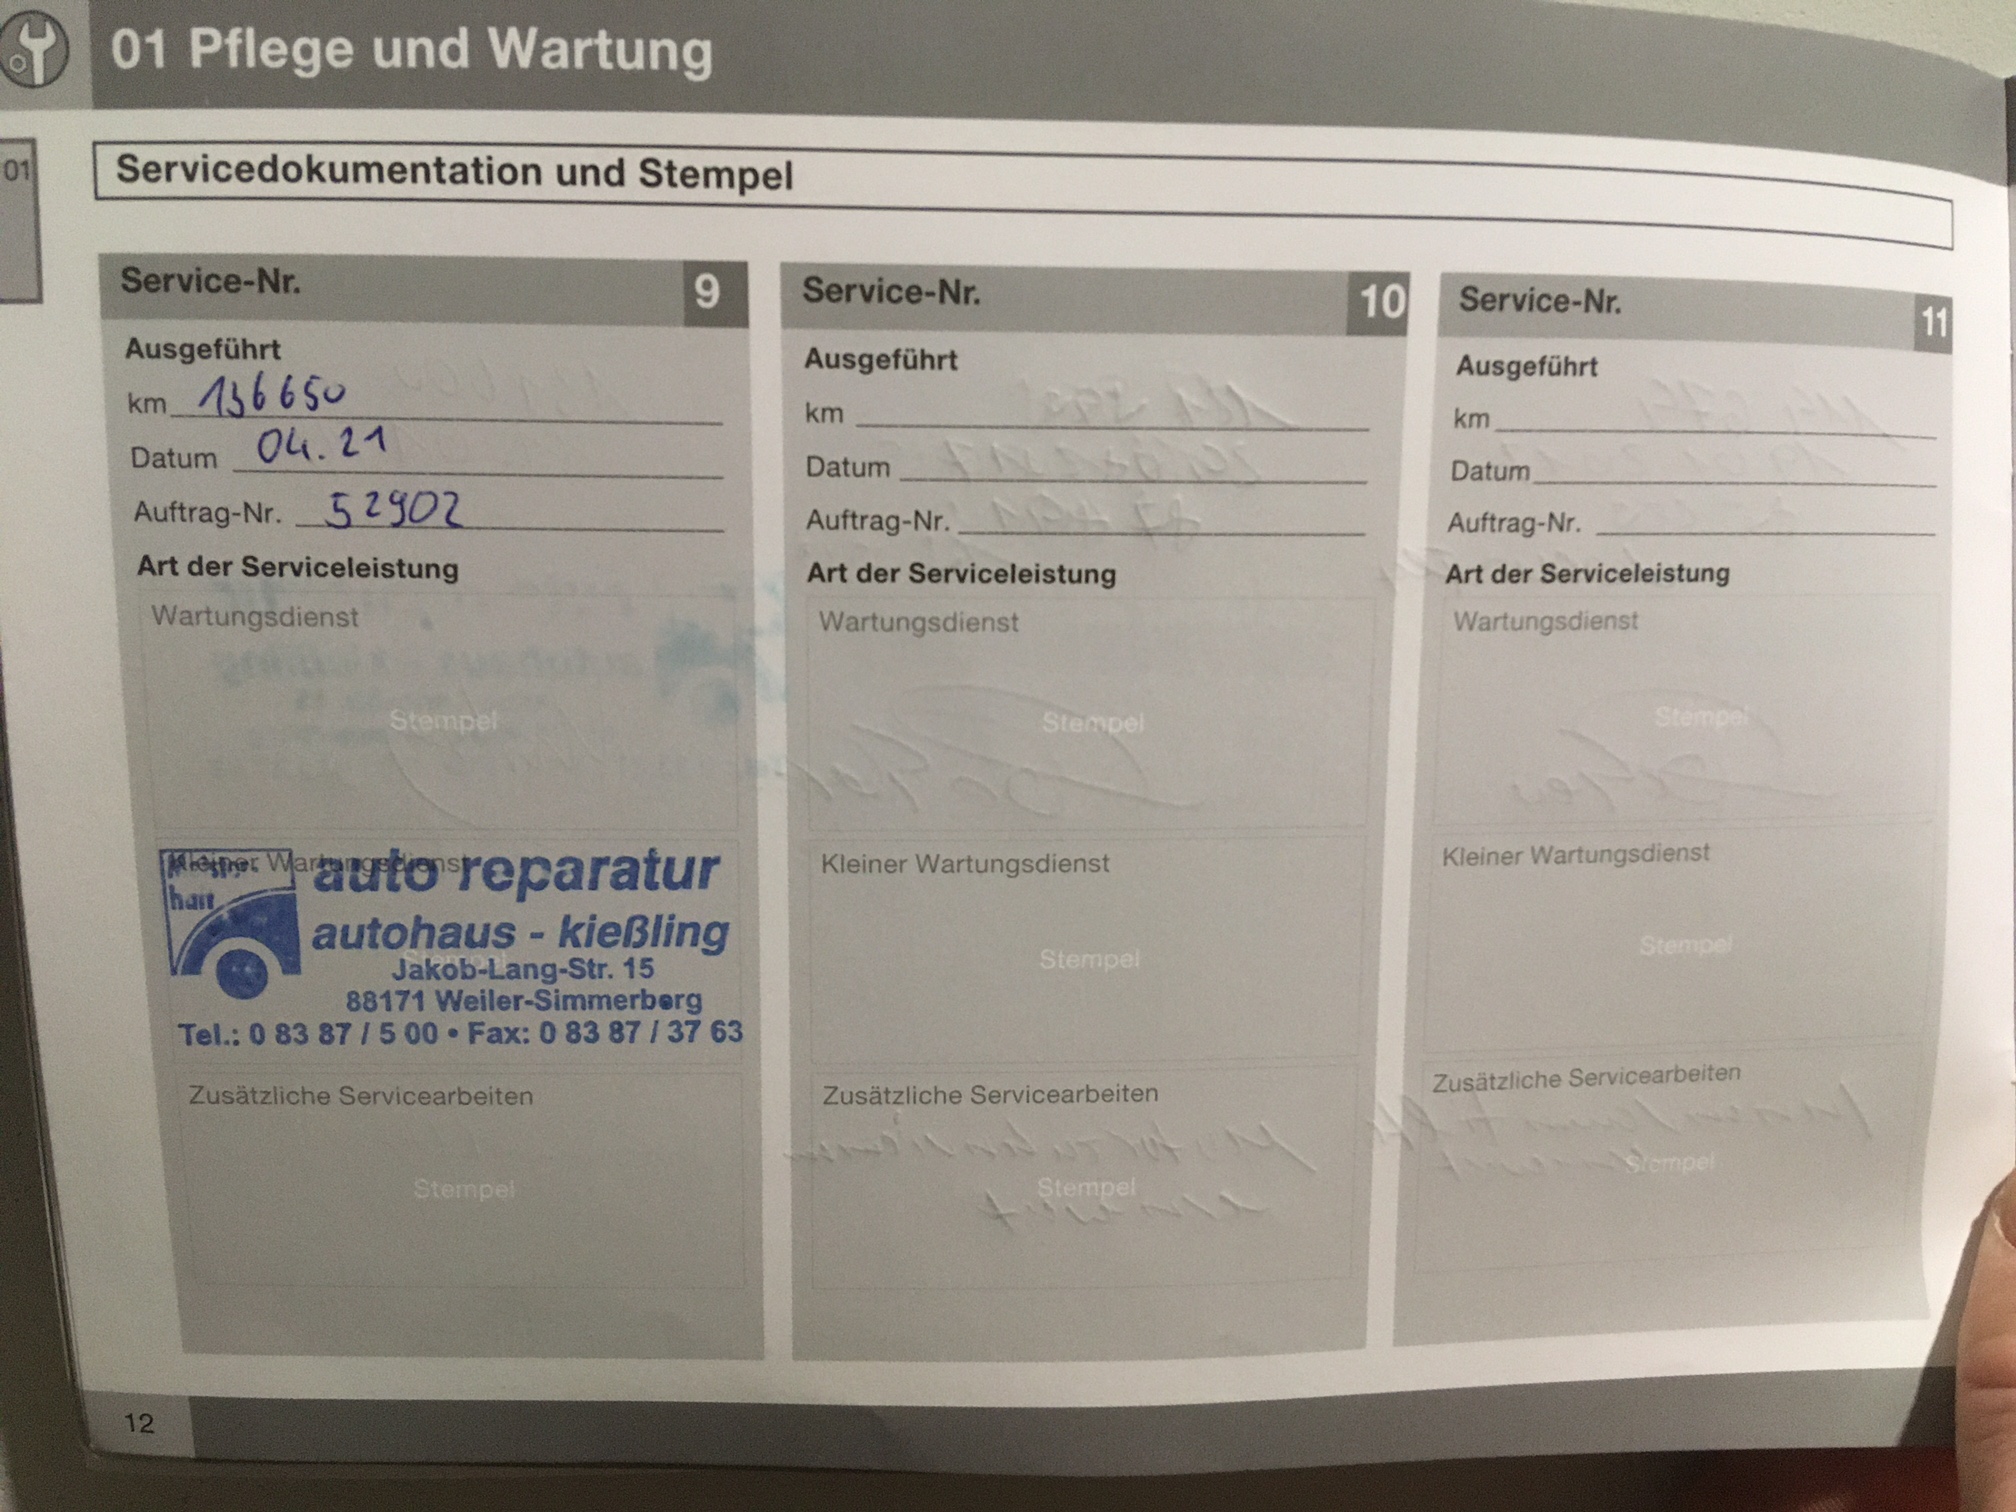 01 Pflege und Wartung
01
Servicedokumentation und Stempel
Service-Nr. 9
Ausgeführt
km 136650
Datum 04.21
Auftrag-Nr. 52902
Art der Serviceleistung
Wartungsdienst
Stempel
Kleiner Wartungsdienst
auto reparatur
autohaus - kießling
Stempel
Jakob-Lang-Str. 15
88171 Weiler-Simmerberg
Tel.: 0 83 87 / 5 00 • Fax: 0 83 87 / 37 63
Zusätzliche Servicearbeiten
Stempel
Service-Nr. 10
Ausgeführt
km
Datum
Auftrag-Nr.
Art der Serviceleistung
Wartungsdienst
Stempel
Kleiner Wartungsdienst
Stempel
Zusätzliche Servicearbeiten
Stempel
Service-Nr. 11
Ausgeführt
km
Datum
Auftrag-Nr.
Art der Serviceleistung
Wartungsdienst
Stempel
Kleiner Wartungsdienst
Stempel
Zusätzliche Servicearbeiten
Stempel
12